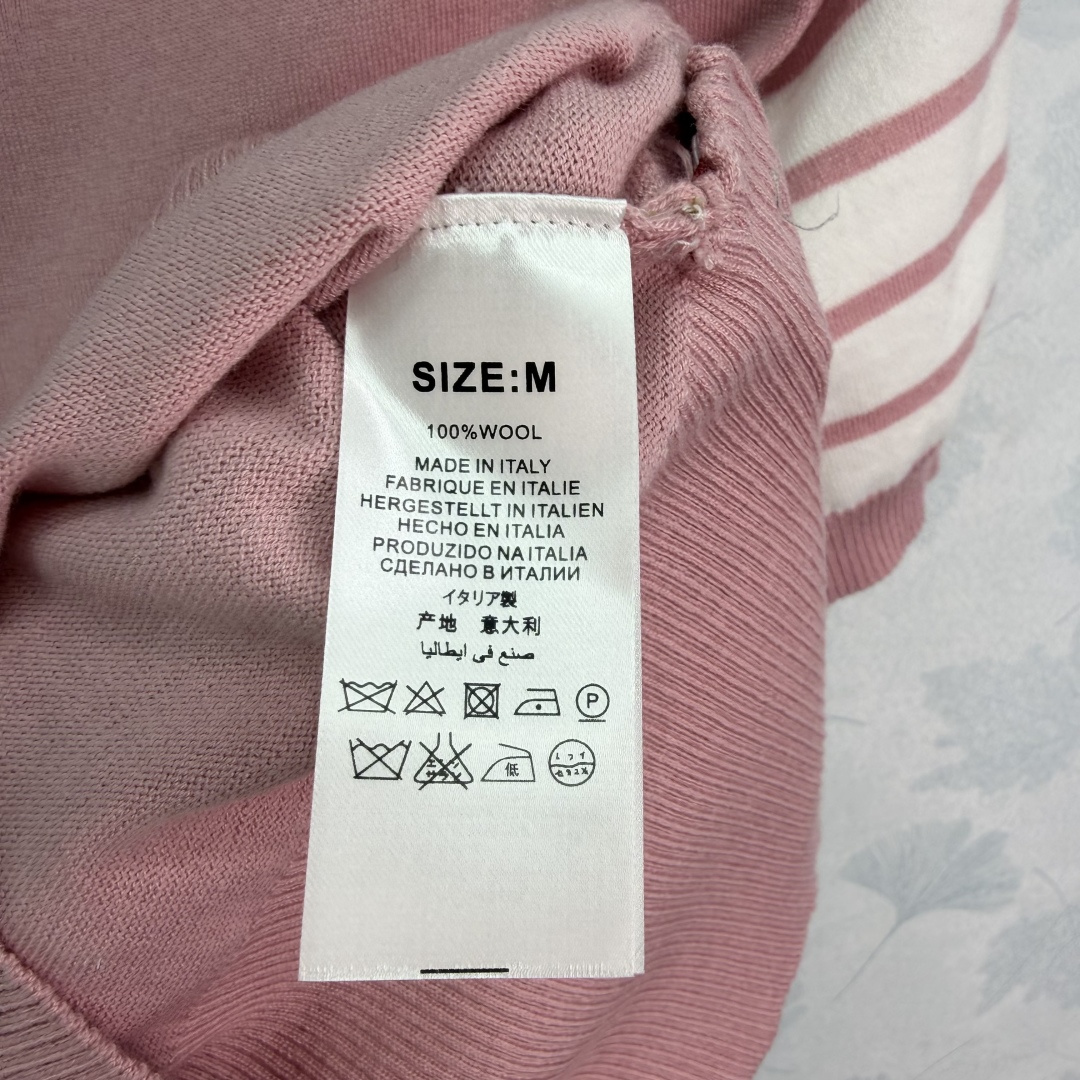 SIZE:M
100%WOOL
MADE IN ITALY
FABRIQUE EN ITALIE
HERGESTELLT IN ITALIEN
HECHO EN ITALIA
PRODUZIDO NA ITALIA
СДЕЛАНО В ИТАЛИИ
イタリア製
产地 意大利
صنع في ايطاليا
P
低